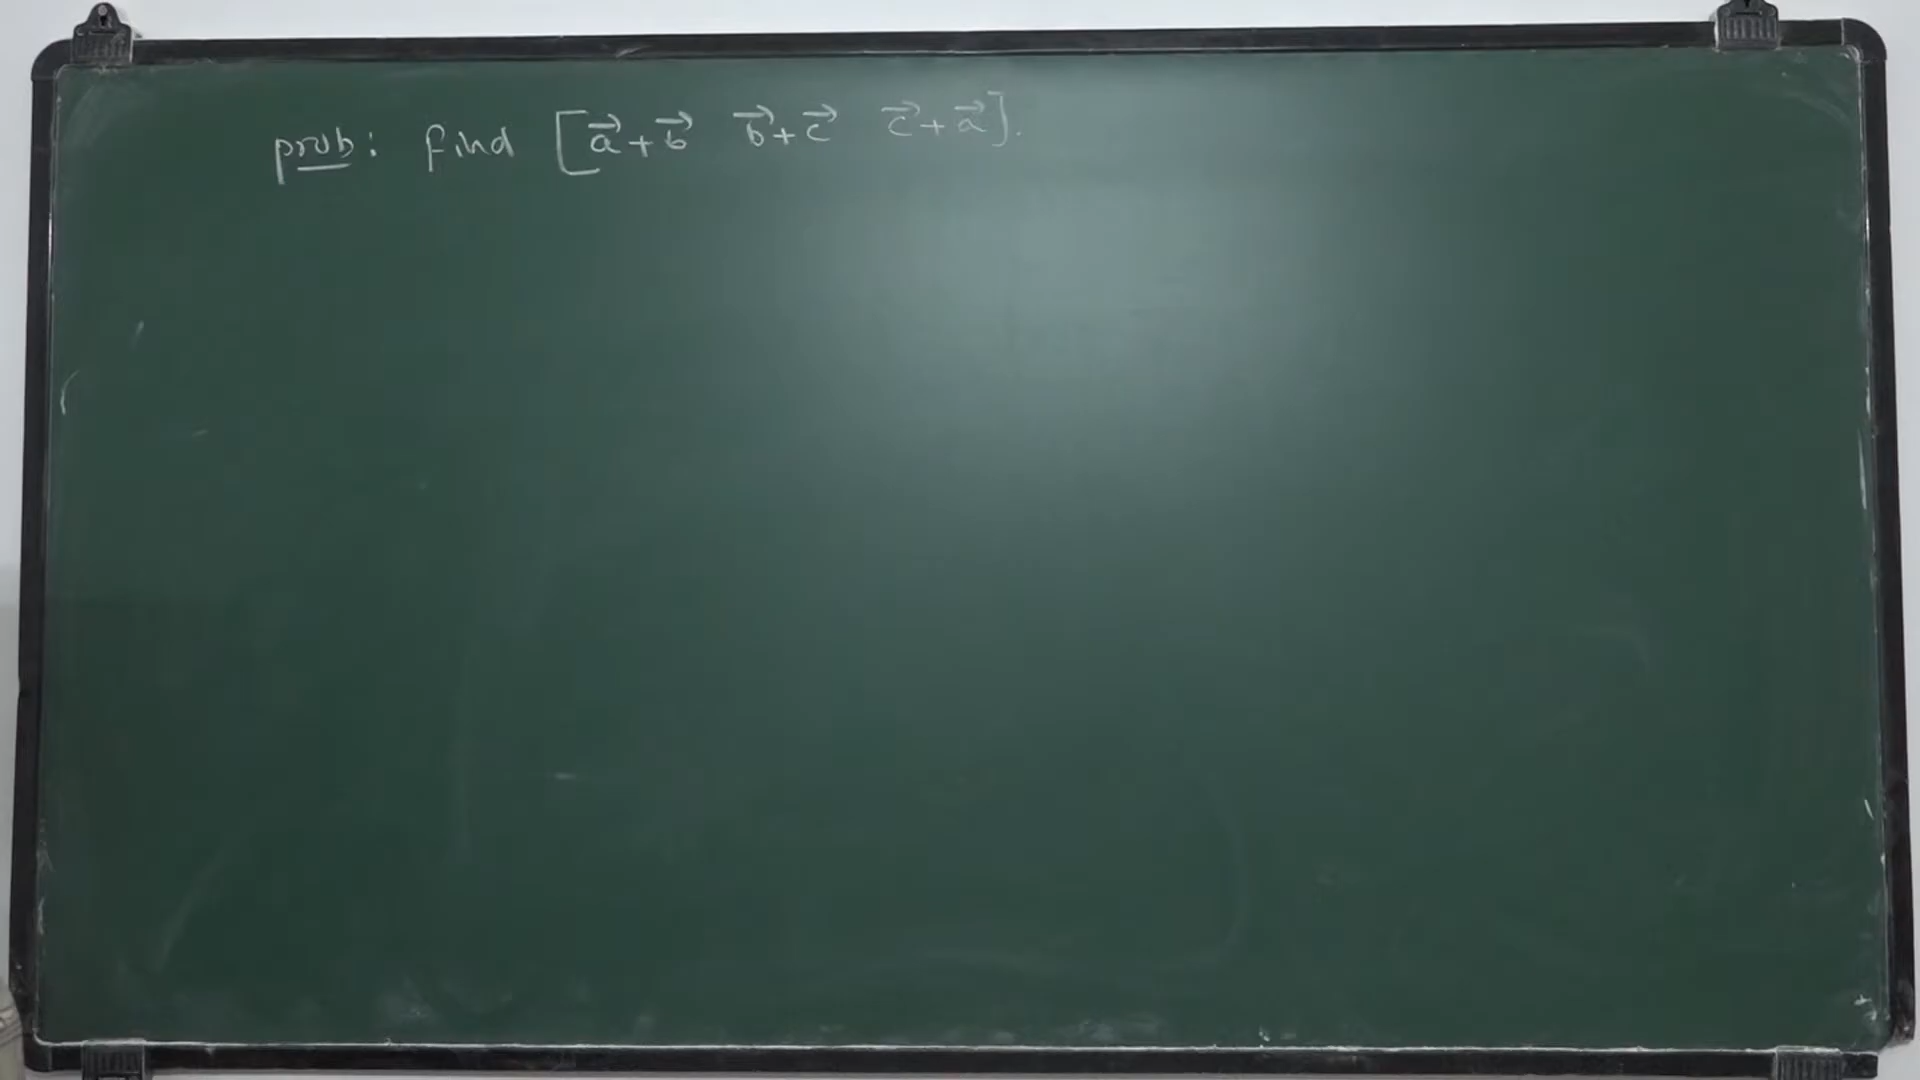 prob: find [a⃗+b⃗ b⃗+c⃗ c⃗+a⃗].